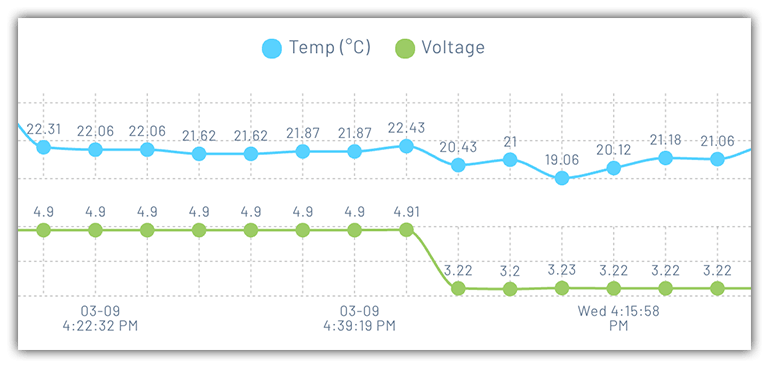 Temp (°C) Voltage
22.31 22.06 22.06 21.62 21.62 21.87 21.87 22.43 20.43 21 19.06 20.12 21.18 21.06
4.9 4.9 4.9 4.9 4.9 4.9 4.9 4.91 3.22 3.2 3.23 3.22 3.22 3.22
03-09
4:22:32 PM
03-09
4:39:19 PM
Wed 4:15:58
PM